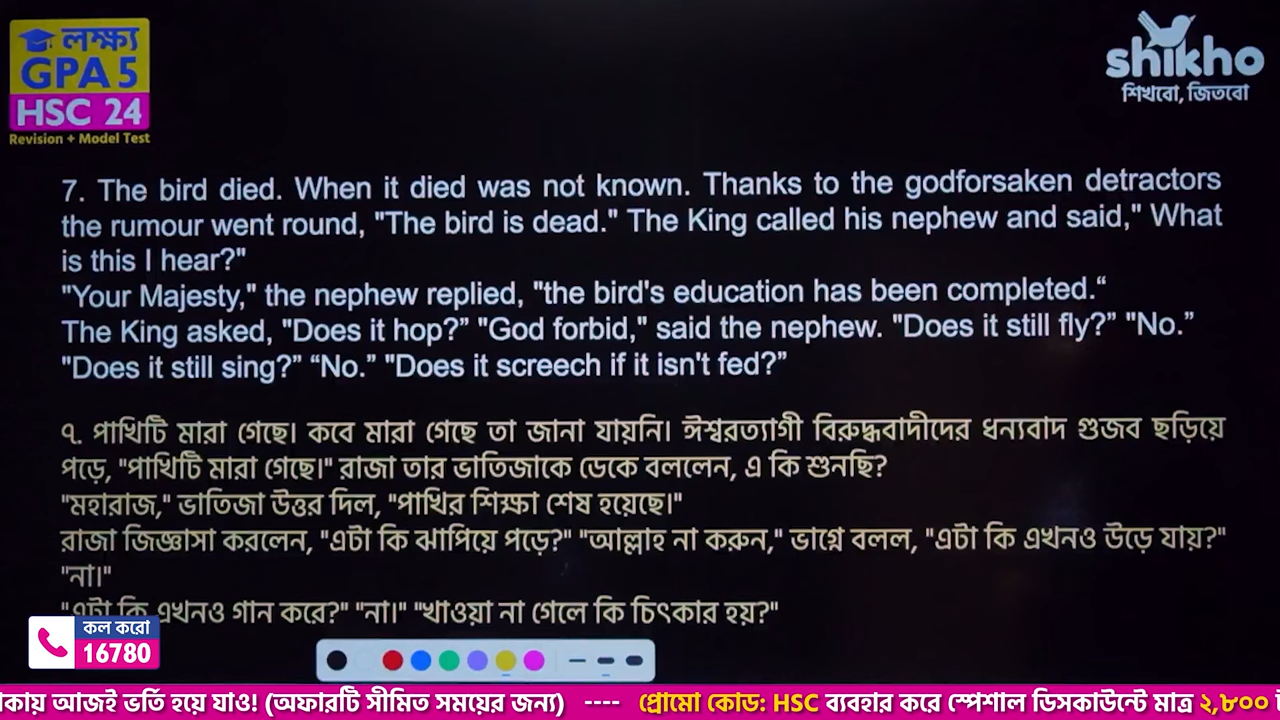 লক্ষ্য
GPA 5
HSC 24
Revision + Model Test
shikho
শিখবো, জিতবো
7. The bird died. When it died was not known. Thanks to the godforsaken detractors
the rumour went round, "The bird is dead." The King called his nephew and said," What
is this I hear?"
"Your Majesty," the nephew replied, "the bird's education has been completed.“
The King asked, "Does it hop?” "God forbid," said the nephew. "Does it still fly?” "No.”
"Does it still sing?” “No.” "Does it screech if it isn't fed?”
৭. পাখিটি মারা গেছে। কবে মারা গেছে তা জানা যায়নি। ঈশ্বরত্যাগী বিরুদ্ধবাদীদের ধন্যবাদ গুজব ছড়িয়ে
পড়ে, "পাখিটি মারা গেছে।" রাজা তার ভাতিজাকে ডেকে বললেন, এ কি শুনছি?
"মহারাজ," ভাতিজা উত্তর দিল, "পাখির শিক্ষা শেষ হয়েছে।"
রাজা জিজ্ঞাসা করলেন, "এটা কি ঝাপিয়ে পড়ে?" "আল্লাহ না করুন," ভাগ্নে বলল, "এটা কি এখনও উড়ে যায়?"
"না।"
"এটা কি এখনও গান করে?" "না।" "খাওয়া না গেলে কি চিৎকার হয়?"
কল করো
16780
কায় আজই ভর্তি হয়ে যাও! (অফারটি সীমিত সময়ের জন্য) ---- প্রোমো কোড: HSC ব্যবহার করে স্পেশাল ডিসকাউন্টে মাত্র ২,৮০০